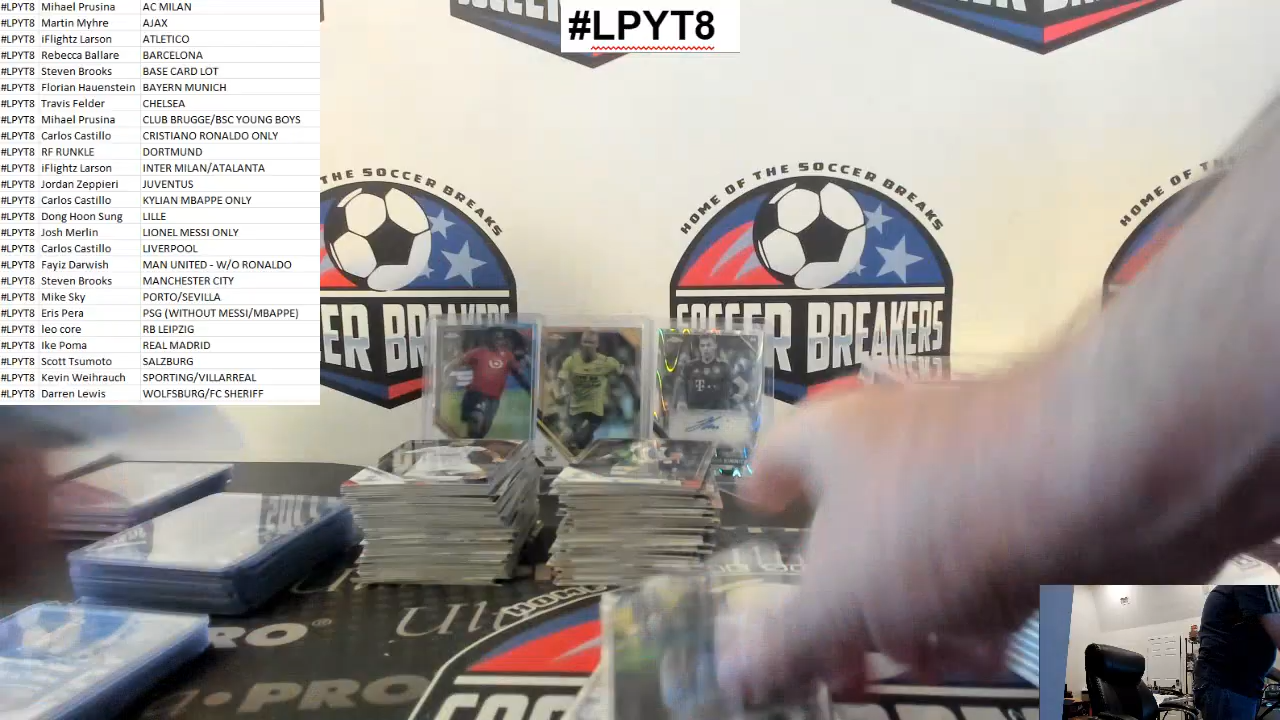 #LPYT8 Mihael Prusina AC MILAN
#LPYT8 Martin Myhre AJAX
#LPYT8 iFlightz Larson ATLETICO
#LPYT8 Rebecca Ballare BARCELONA
#LPYT8 Steven Brooks BASE CARD LOT
#LPYT8 Florian Hauenstein BAYERN MUNICH
#LPYT8 Travis Felder CHELSEA
#LPYT8 Mihael Prusina CLUB BRUGGE/BSC YOUNG BOYS
#LPYT8 Carlos Castillo CRISTIANO RONALDO ONLY
#LPYT8 RF RUNKLE DORTMUND
#LPYT8 iFlightz Larson INTER MILAN/ATALANTA
#LPYT8 Jordan Zeppieri JUVENTUS
#LPYT8 Carlos Castillo KYLIAN MBAPPE ONLY
#LPYT8 Dong Hoon Sung LILLE
#LPYT8 Josh Merlin LIONEL MESSI ONLY
#LPYT8 Carlos Castillo LIVERPOOL
#LPYT8 Fayiz Darwish MAN UNITED - W/O RONALDO
#LPYT8 Steven Brooks MANCHESTER CITY
#LPYT8 Mike Sky PORTO/SEVILLA
#LPYT8 Eris Pera PSG (WITHOUT MESSI/MBAPPE)
#LPYT8 leo core RB LEIPZIG
#LPYT8 Ike Poma REAL MADRID
#LPYT8 Scott Tsumoto SALZBURG
#LPYT8 Kevin Weihrauch SPORTING/VILLARREAL
#LPYT8 Darren Lewis WOLFSBURG/FC SHERIFF
#LPYT8
THE SOCCER BREAKS
ER BREAKERS
HOME OF THE SOCCER BREAKS
SOCCER BREAKERS
HOME OF THE
Ul
PRO®
PRO